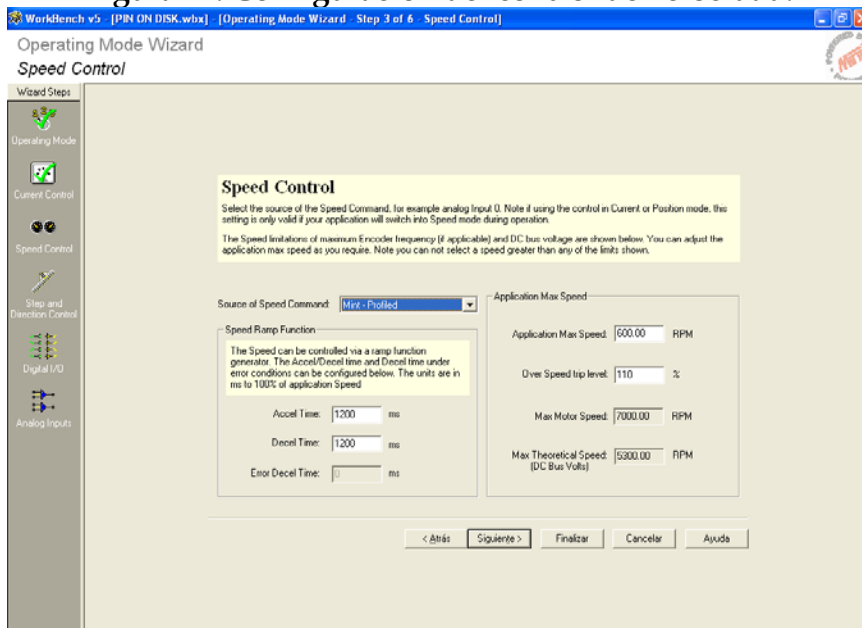 WorkBench v5 - [PIN ON DISK.wbx] - [Operating Mode Wizard - Step 3 of 6 - Speed Control]
Operating Mode Wizard
Speed Control
Wizard Steps
Operating Mode
Current Control
Speed Control
Step and
Direction Control
Digital I/O
Analog Inputs
Speed Control
Select the source of the Speed Command, for example analog Input 0. Note if using the control in Current or Position mode, this
setting is only valid if your application will switch into Speed mode during operation.
The Speed limitations of maximum Encoder frequency (if applicable) and DC bus voltage are shown below. You can adjust the
application max speed as you require. Note you can not select a speed greater than any of the limits shown.
Source of Speed Command: Mint - Profiled
Speed Ramp Function
The Speed can be controlled via a ramp function
generator. The Accel/Decel time and Decel time under
error conditions can be configured below. The units are in
ms to 100% of application Speed
Accel Time: 1200 ms
Decel Time: 1200 ms
Error Decel Time: 0 ms
Application Max Speed
Application Max Speed: 600.00 RPM
Over Speed trip level: 110 %
Max Motor Speed: 7000.00 RPM
Max Theoretical Speed: 5300.00 RPM
(DC Bus Volts)
< Atrás Siguiente > Finalizar Cancelar Ayuda